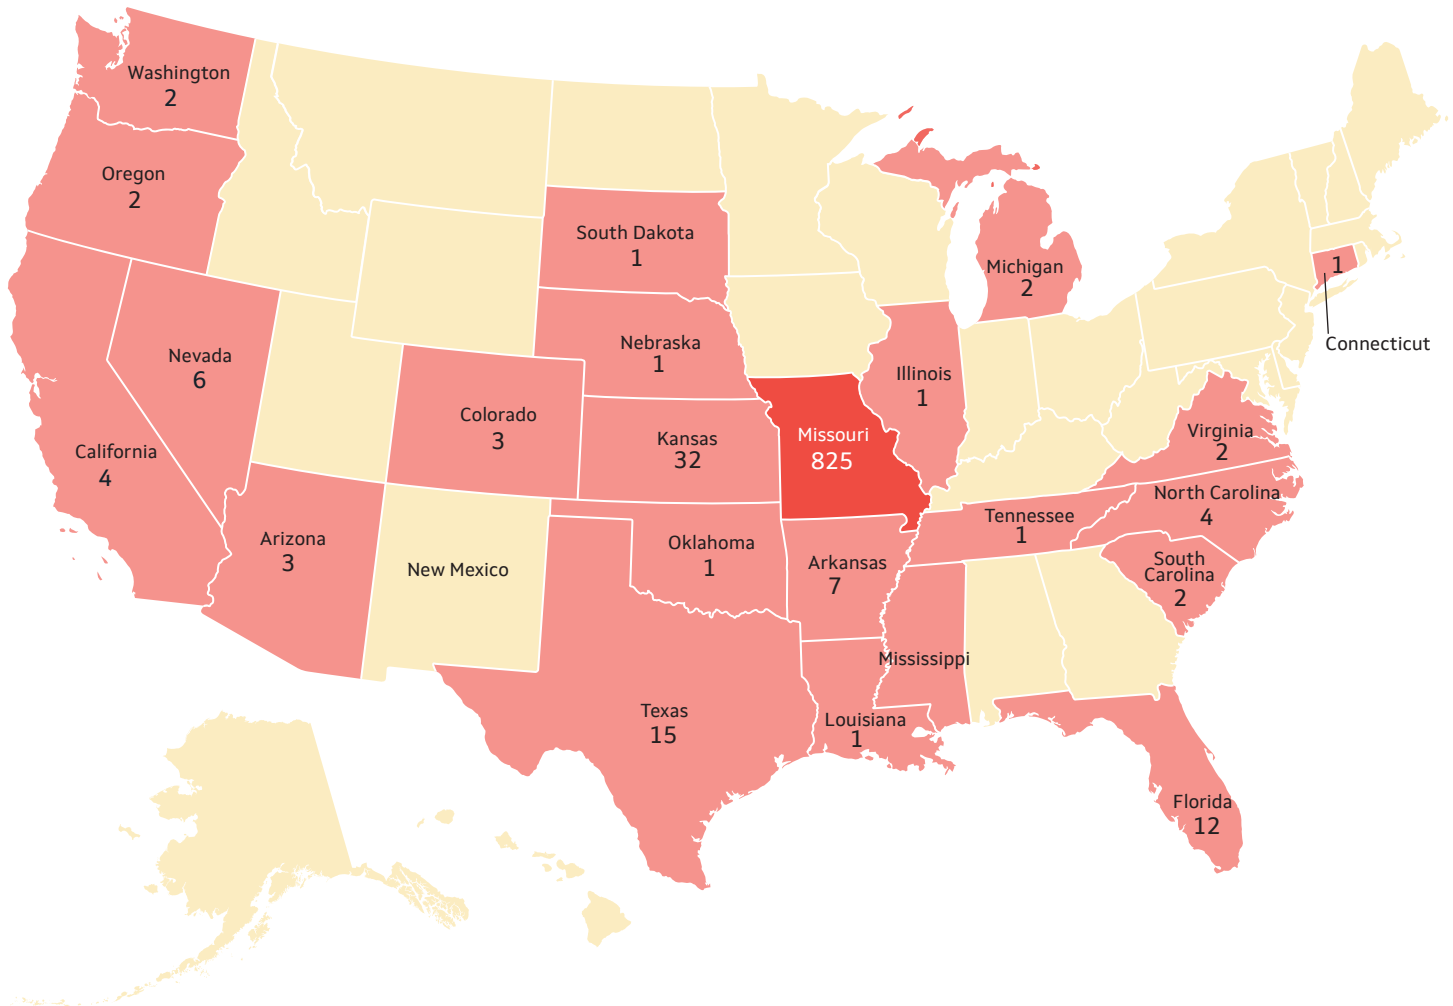 Washington
2
Oregon
2
South Dakota
1
Michigan
2
1
Connecticut
Nebraska
1
Nevada
6
Illinois
1
Colorado
3
Missouri
825
Kansas
32
Virginia
2
California
4
North Carolina
4
Tennessee
1
Arizona
3
Oklahoma
1
Arkansas
7
South
Carolina
2
New Mexico
Mississippi
Texas
15
Louisiana
1
Florida
12